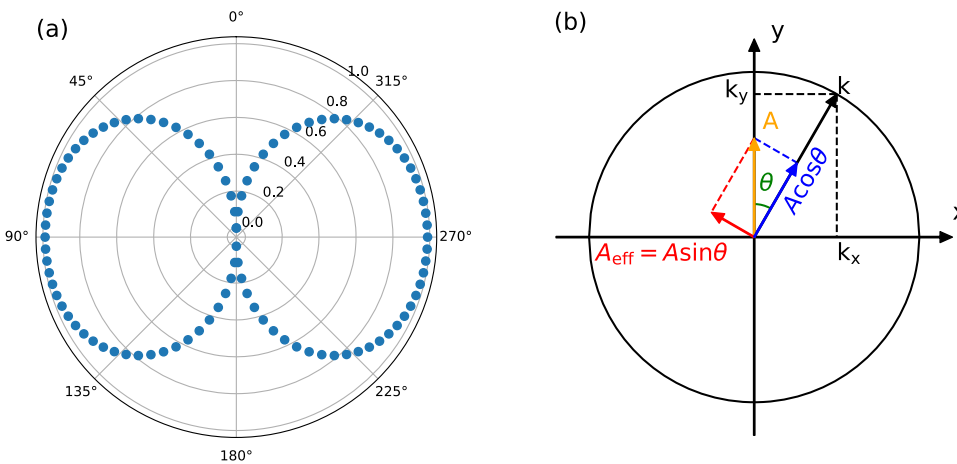 (a)
0°
45°
315°
90°
270°
135°
225°
180°
1.0
0.8
0.6
0.4
0.2
0.0
(b)
y
k_y
k
A
θ
Acosθ
x
A_eff = Asinθ
k_x